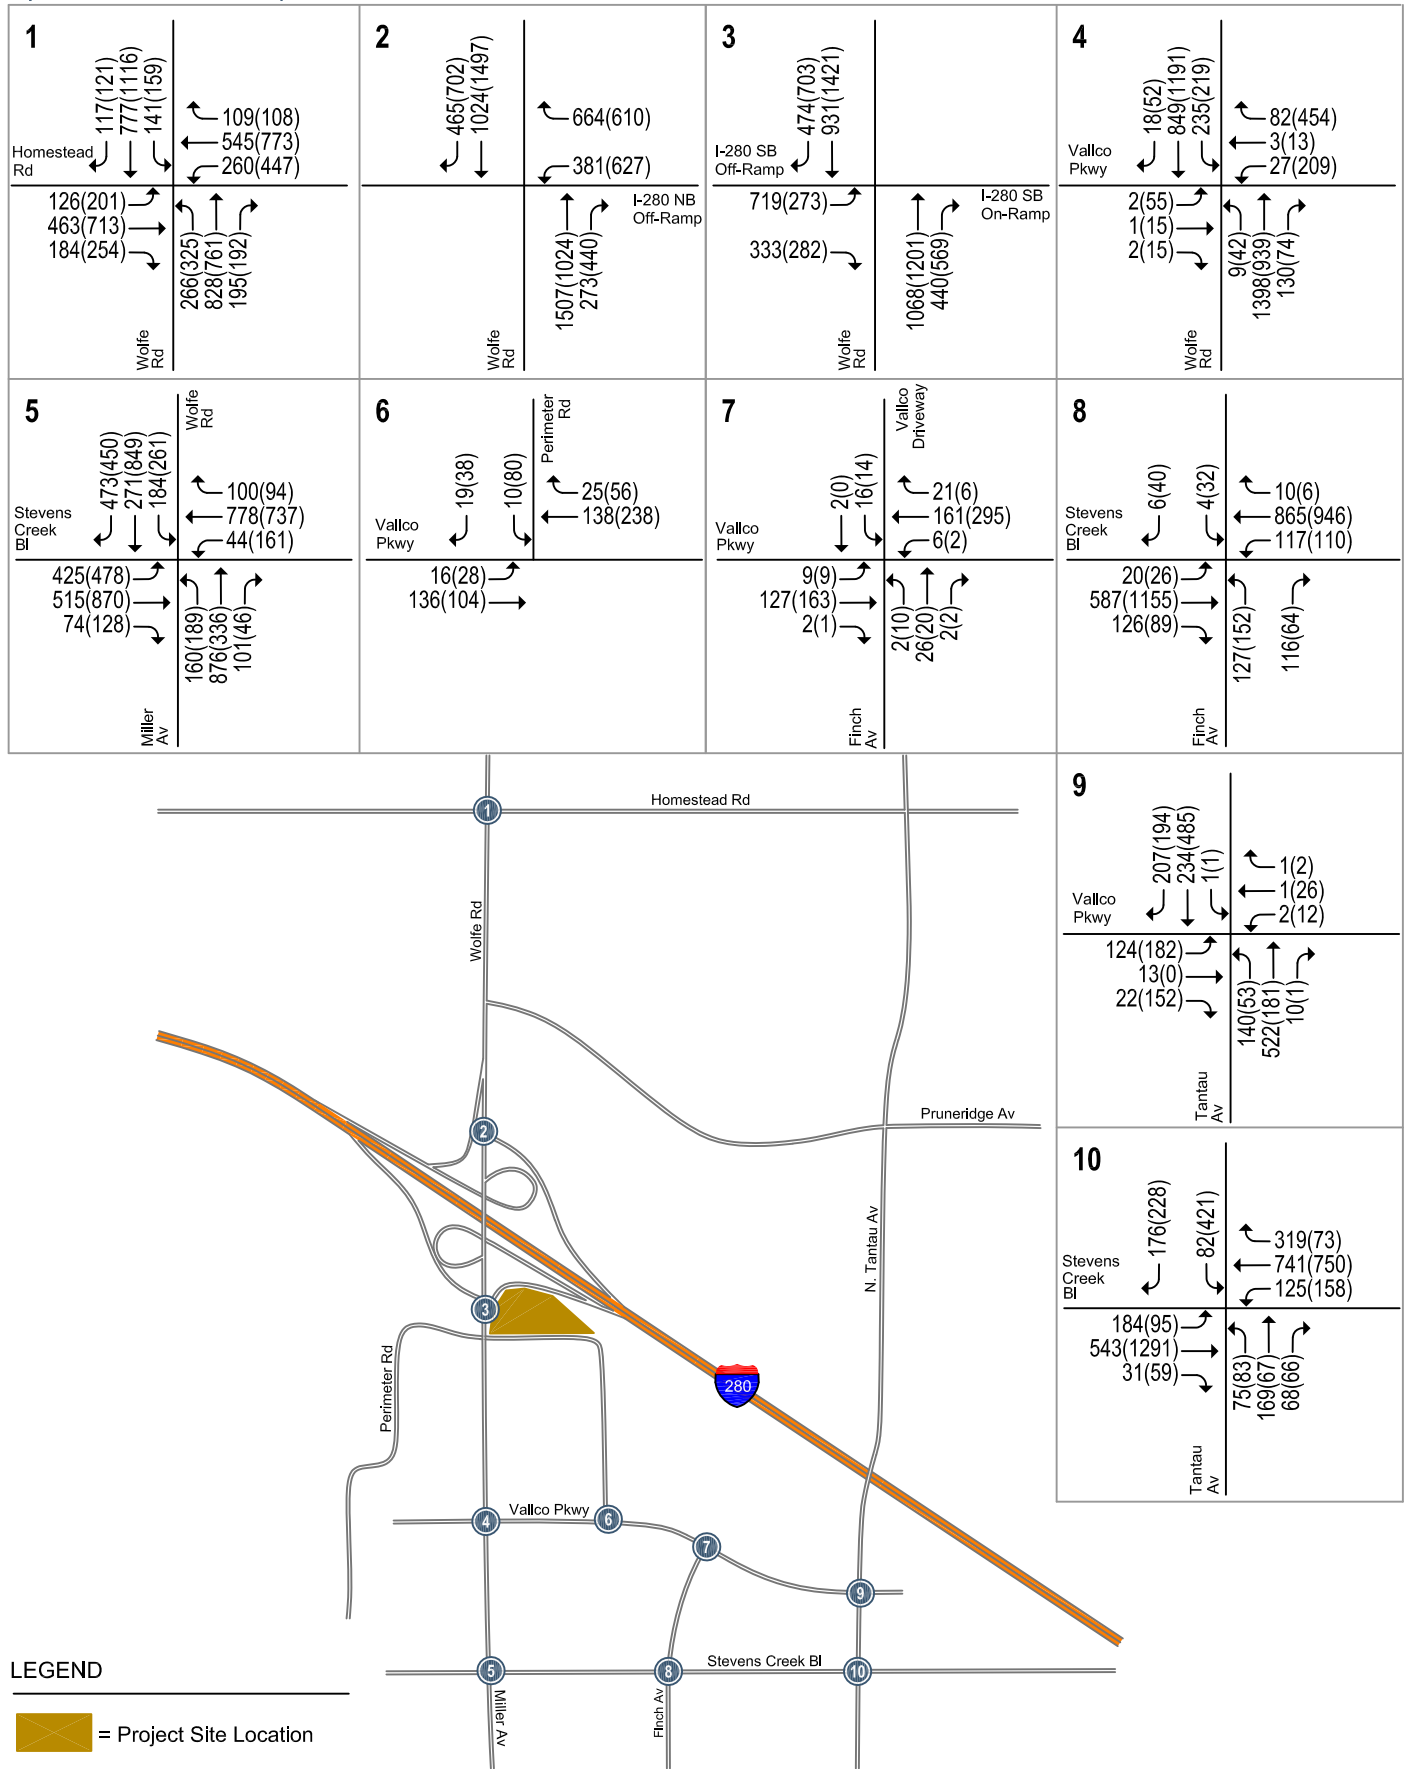 1
117(121)
777(1116)
141(159)
109(108)
545(773)
260(447)
Homestead
Rd
126(201)
463(713)
184(254)
266(325)
828(761)
195(192)
Wolfe
Rd
2
465(702)
1024(1497)
664(610)
381(627)
I-280 NB
Off-Ramp
1507(1024)
273(440)
Wolfe
Rd
3
474(703)
931(1421)
I-280 SB
Off-Ramp
719(273)
333(282)
I-280 SB
On-Ramp
1068(1201)
440(569)
Wolfe
Rd
4
18(52)
849(1191)
235(219)
82(454)
3(13)
27(209)
Vallco
Pkwy
2(55)
1(15)
2(15)
9(42)
1398(939)
130(74)
Wolfe
Rd
5
Wolfe
Rd
473(450)
271(849)
184(261)
100(94)
778(737)
44(161)
Stevens
Creek
Bl
425(478)
515(870)
74(128)
160(189)
876(336)
101(46)
Miller
Av
6
Perimeter
Rd
19(38)
10(80)
25(56)
138(238)
Vallco
Pkwy
16(28)
136(104)
7
Vallco
Driveway
2(0)
16(14)
21(6)
161(295)
6(2)
Vallco
Pkwy
9(9)
127(163)
2(1)
2(10)
26(20)
2(2)
Finch
Av
8
6(40)
4(32)
10(6)
865(946)
117(110)
Stevens
Creek
Bl
20(26)
587(1155)
126(89)
127(152)
116(64)
Finch
Av
9
207(194)
234(485)
1(1)
1(2)
1(26)
2(12)
Vallco
Pkwy
124(182)
13(0)
22(152)
140(53)
522(181)
10(1)
Tantau
Av
10
176(228)
82(421)
319(73)
741(750)
125(158)
Stevens
Creek
Bl
184(95)
543(1291)
31(59)
75(83)
169(67)
68(66)
Tantau
Av
1
Homestead Rd
Wolfe Rd
2
Pruneridge Av
N. Tantau Av
3
Perimeter Rd
280
4
Vallco Pkwy
6
7
9
5
8
Stevens Creek Bl
10
Miller Av
Finch Av
LEGEND
= Project Site Location